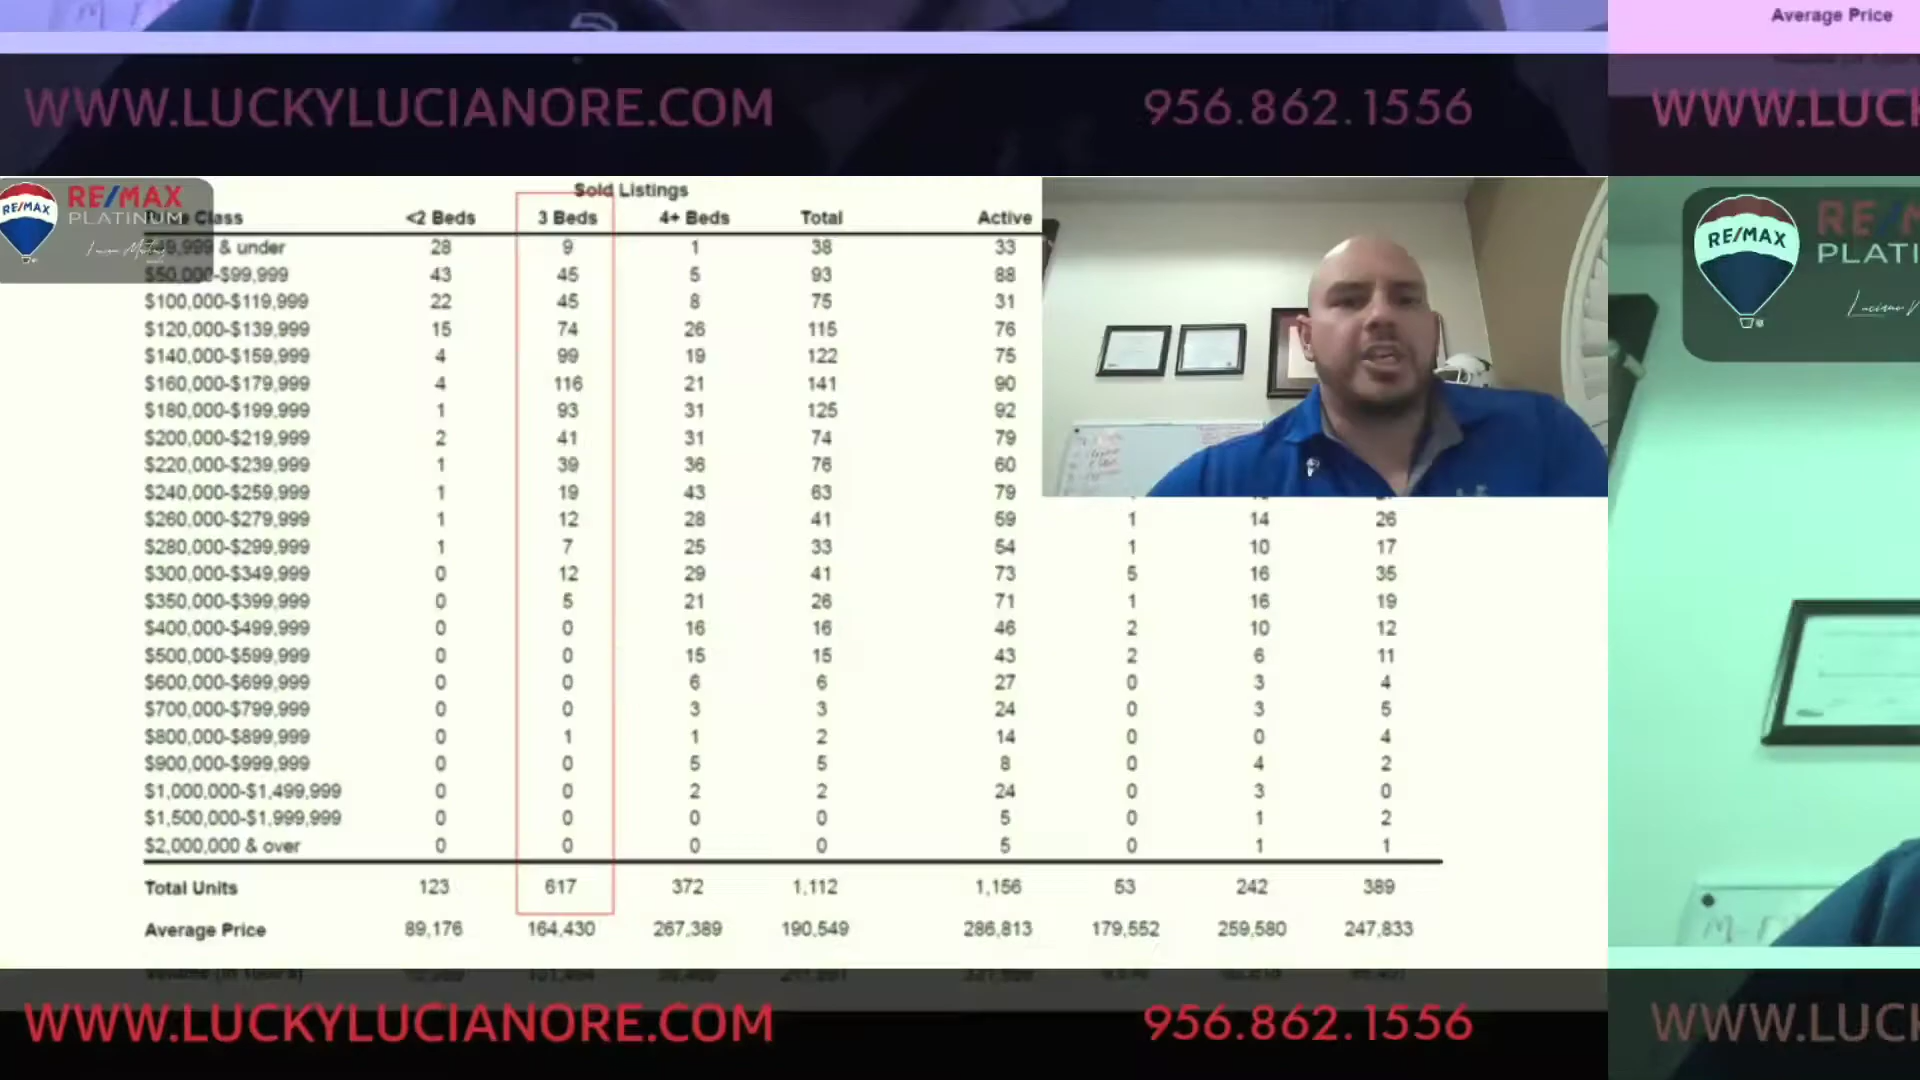 Average Price
WWW.LUCKYLUCIANORE.COM 956.862.1556 WWW.LUCK
Sold Listings
RE/MAX RE/MAX
PLATINUM
Class <2 Beds 3 Beds 4+ Beds Total Active
& under 28 9 1 38 33
$50,000-$99,999 43 45 5 93 88
$100,000-$119,999 22 45 8 75 31
$120,000-$139,999 15 74 26 115 76
$140,000-$159,999 4 99 19 122 75
$160,000-$179,999 4 116 21 141 90
$180,000-$199,999 1 93 31 125 92
$200,000-$219,999 2 41 31 74 79
$220,000-$239,999 1 39 36 76 60
$240,000-$259,999 1 19 43 63 79
$260,000-$279,999 1 12 28 41 59 1 14 26
$280,000-$299,999 1 7 25 33 54 1 10 17
$300,000-$349,999 0 12 29 41 73 5 16 35
$350,000-$399,999 0 5 21 26 71 1 16 19
$400,000-$499,999 0 0 16 16 46 2 10 12
$500,000-$599,999 0 0 15 15 43 2 6 11
$600,000-$699,999 0 0 6 6 27 0 3 4
$700,000-$799,999 0 0 3 3 24 0 3 5
$800,000-$899,999 0 1 1 2 14 0 0 4
$900,000-$999,999 0 0 5 5 8 0 4 2
$1,000,000-$1,499,999 0 0 2 2 24 0 3 0
$1,500,000-$1,999,999 0 0 0 0 5 0 1 2
$2,000,000 & over 0 0 0 0 5 0 1 1
Total Units 123 617 372 1,112 1,156 53 242 389
Average Price 89,176 164,430 267,389 190,549 286,813 179,552 259,580 247,833
WWW.LUCKYLUCIANORE.COM 956.862.1556 WWW.LUCK
RE/MAX RE/M
PLATI